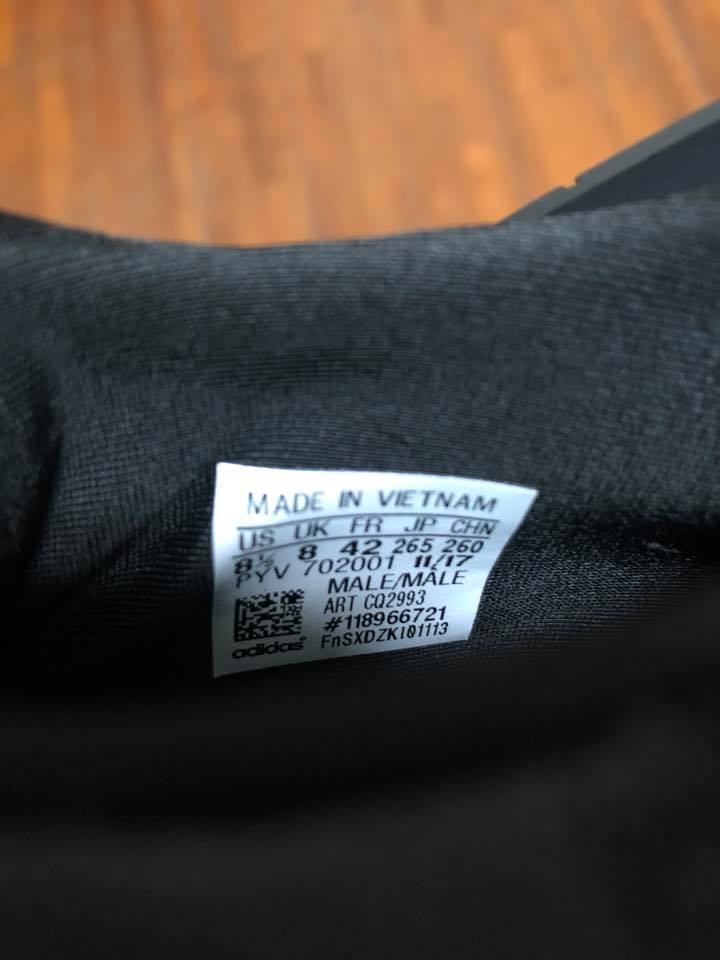 MADE IN VIETNAM
US UK FR JP CHN
8½ 8 42 265 260
PYV 702001 11/17
MALE/MALE
ART CQ2993
#118966721
adidas FnSXDZKI01113